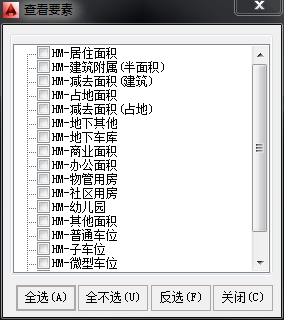 查看要素
HM-居住面积
HM-建筑附属(半面积)
HM-减去面积(建筑)
HM-占地面积
HM-减去面积(占地)
HM-地下其他
HM-地下车库
HM-商业面积
HM-办公面积
HM-物管用房
HM-社区用房
HM-幼儿园
HM-其他面积
HM-普通车位
HM-子车位
HM-微型车位
全选(A) 全不选(U) 反选(F) 关闭(C)